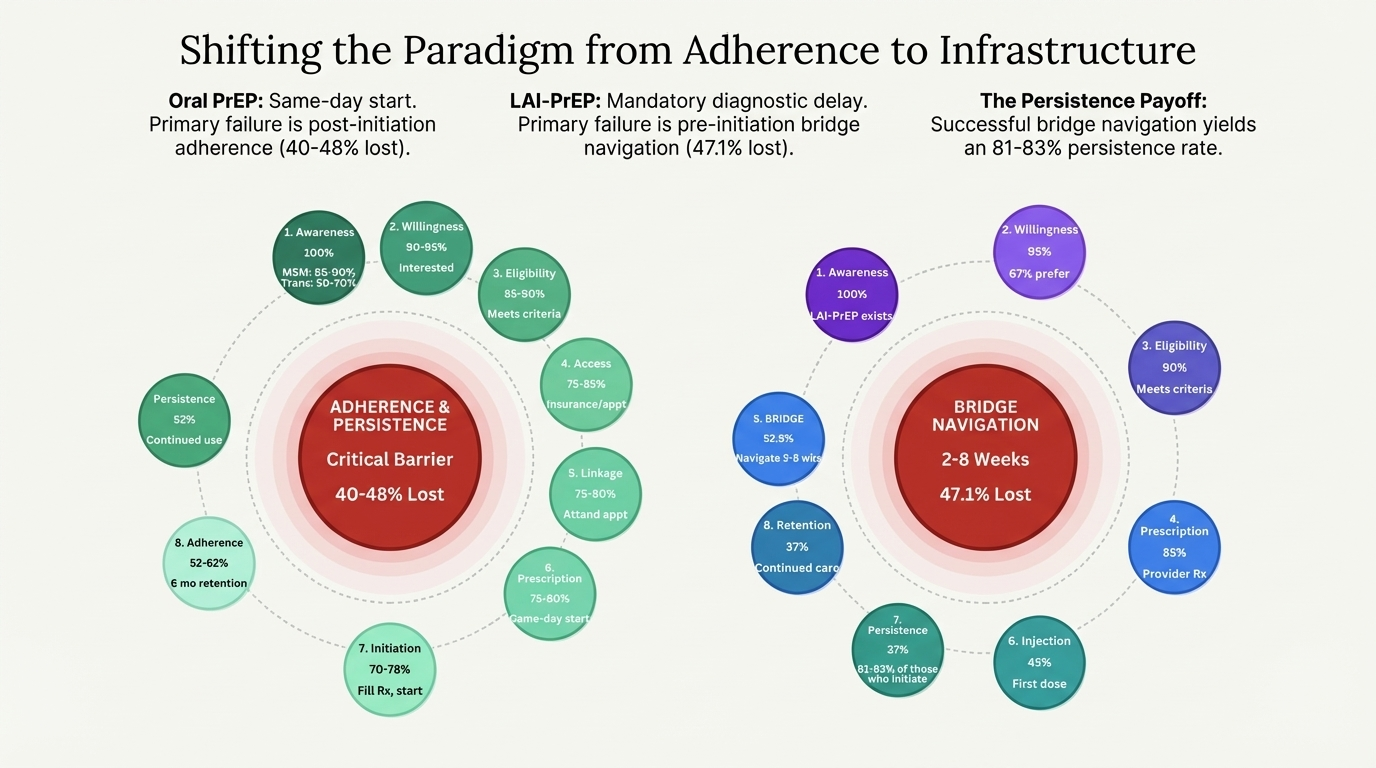 Shifting the Paradigm from Adherence to Infrastructure
Oral PrEP: Same-day start.
Primary failure is post-initiation
adherence (40-48% lost).
LAI-PrEP: Mandatory diagnostic delay.
Primary failure is pre-initiation bridge
navigation (47.1% lost).
The Persistence Payoff:
Successful bridge navigation yields
an 81-83% persistence rate.
1. Awareness
100%
MSM: 85-90%
Trans: 50-70%
2. Willingness
90-95%
Interested
3. Eligibility
85-90%
Meets criteria
4. Access
75-85%
Insurance/appt
5. Linkage
75-80%
Attand appt
6.
Prescription
75-80%
Game-day start
7. Initiation
70-78%
Fill Rx, start
8. Adherence
52-62%
6 mo retention
Persistence
52%
Continued use
ADHERENCE &
PERSISTENCE
Critical Barrier
40-48% Lost
1. Awareness
100%
LAI-PrEP exists
2. Willingness
95%
67% prefer
3. Eligibility
90%
Meets criteris
4.
Prescription
85%
Provider Rx
6. Injection
45%
First dose
7.
Persistence
37%
81-83% of those
who initiate
8. Retention
37%
Continued caro
5. BRIDGE
52.9%
Navigate
BRIDGE
NAVIGATION
2-8 Weeks
47.1% Lost